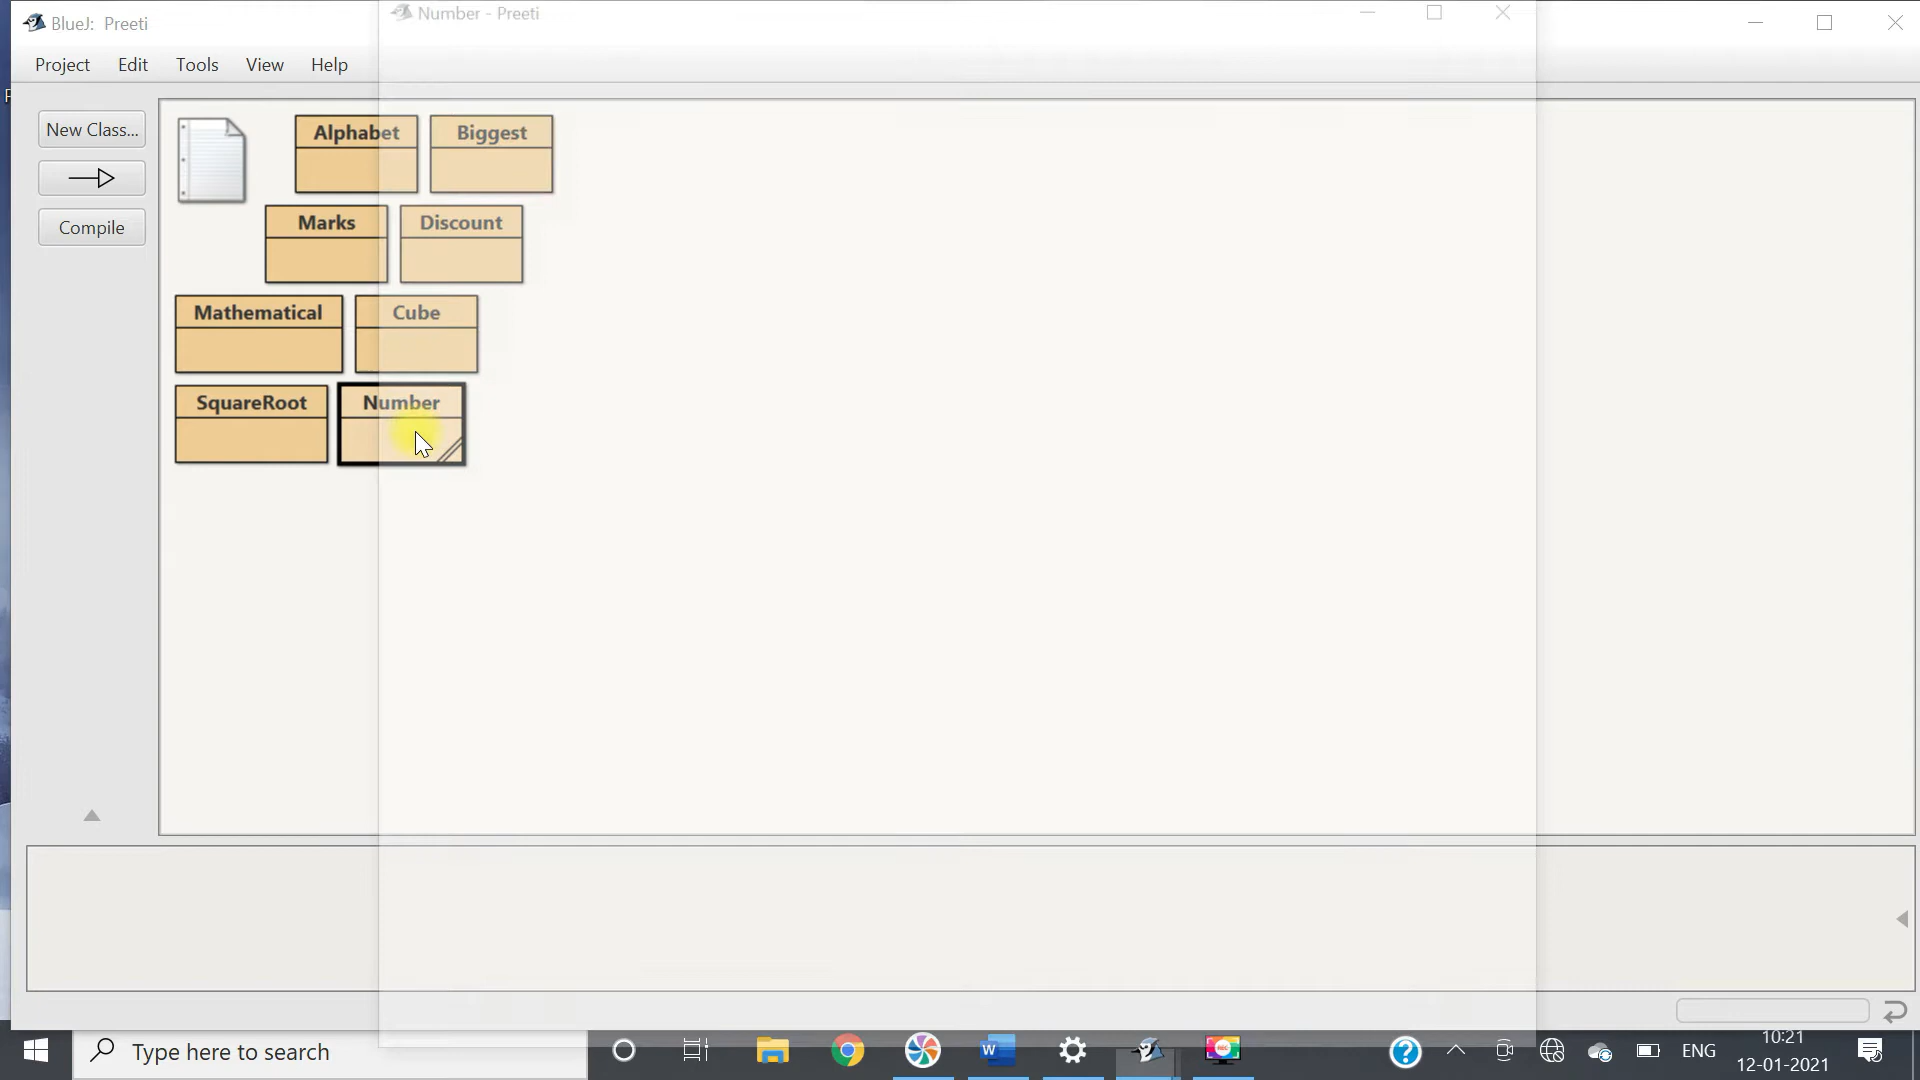 BlueJ: Preeti
Number - Preeti
Project Edit Tools View Help
New Class...
Compile
Alphabet
Biggest
Marks
Discount
Mathematical
Cube
SquareRoot
Number
Type here to search
W
REC
?
ENG
10:21
12-01-2021